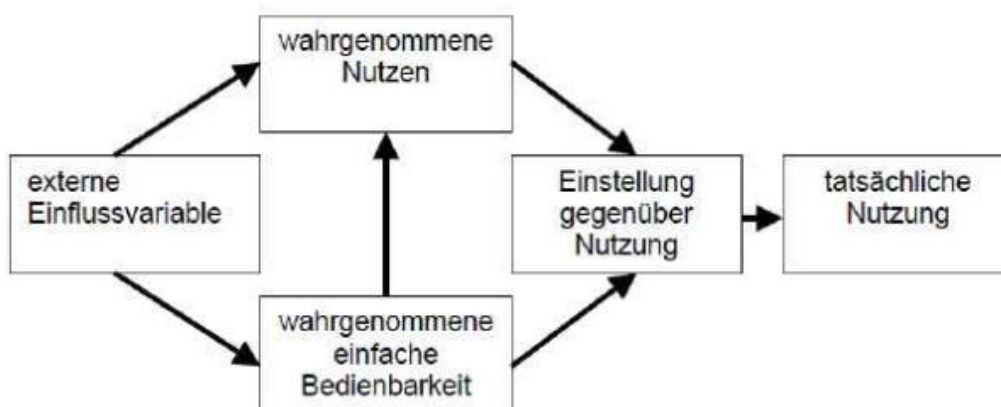 wahrgenommene
Nutzen
externe
Einflussvariable
Einstellung
gegenüber
Nutzung
tatsächliche
Nutzung
wahrgenommene
einfache
Bedienbarkeit